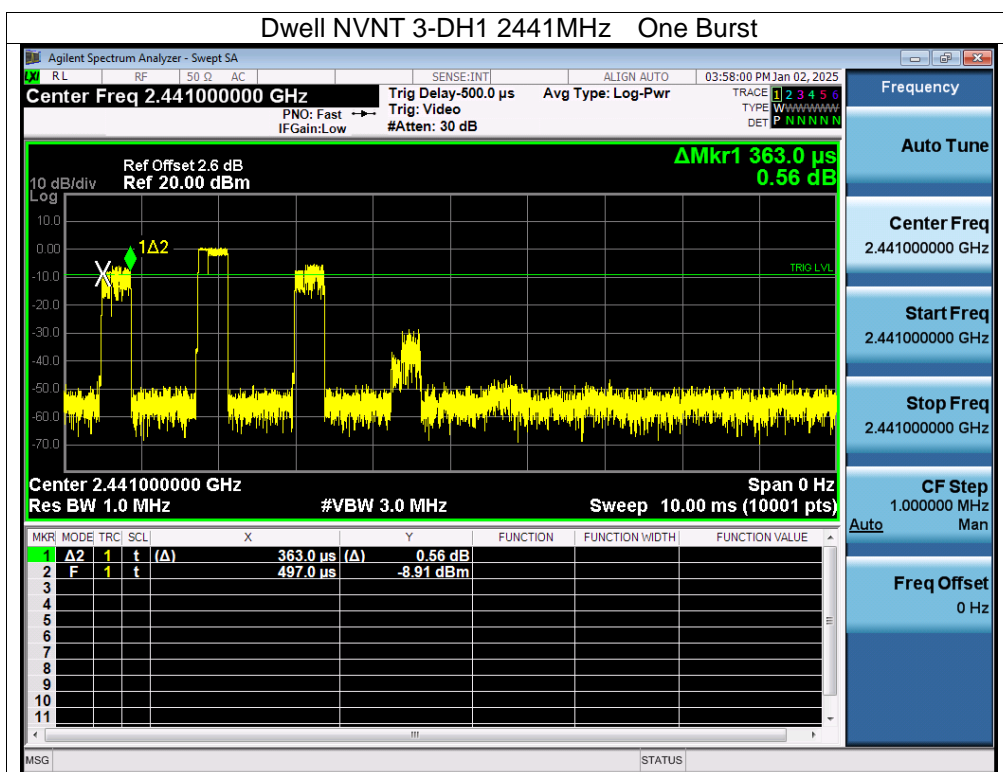 Dwell NVNT 3-DH1 2441MHz One Burst
Agilent Spectrum Analyzer - Swept SA
LXI RL RF 50 Ω AC SENSE:INT ALIGN AUTO 03:58:00 PM Jan 02, 2025
Center Freq 2.441000000 GHz
PNO: Fast
IFGain:Low
Trig Delay-500.0 µs
Trig: Video
#Atten: 30 dB
Avg Type: Log-Pwr
TRACE 1 2 3 4 5 6
TYPE WWWWWW
DET P N N N N N
ΔMkr1 363.0 µs
0.56 dB
Ref Offset 2.6 dB
10 dB/div Ref 20.00 dBm
Log
10.0
0.00
-10.0
-20.0
-30.0
-40.0
-50.0
-60.0
-70.0
1Δ2
TRIG LVL
Center 2.441000000 GHz Span 0 Hz
Res BW 1.0 MHz #VBW 3.0 MHz Sweep 10.00 ms (10001 pts)
MKR MODE TRC SCL X Y FUNCTION FUNCTION WIDTH FUNCTION VALUE
1 Δ2 1 t (Δ) 363.0 µs (Δ) 0.56 dB
2 F 1 t 497.0 µs -8.91 dBm
3
4
5
6
7
8
9
10
11
MSG STATUS
Frequency
Auto Tune
Center Freq
2.441000000 GHz
Start Freq
2.441000000 GHz
Stop Freq
2.441000000 GHz
CF Step
1.000000 MHz
Auto Man
Freq Offset
0 Hz